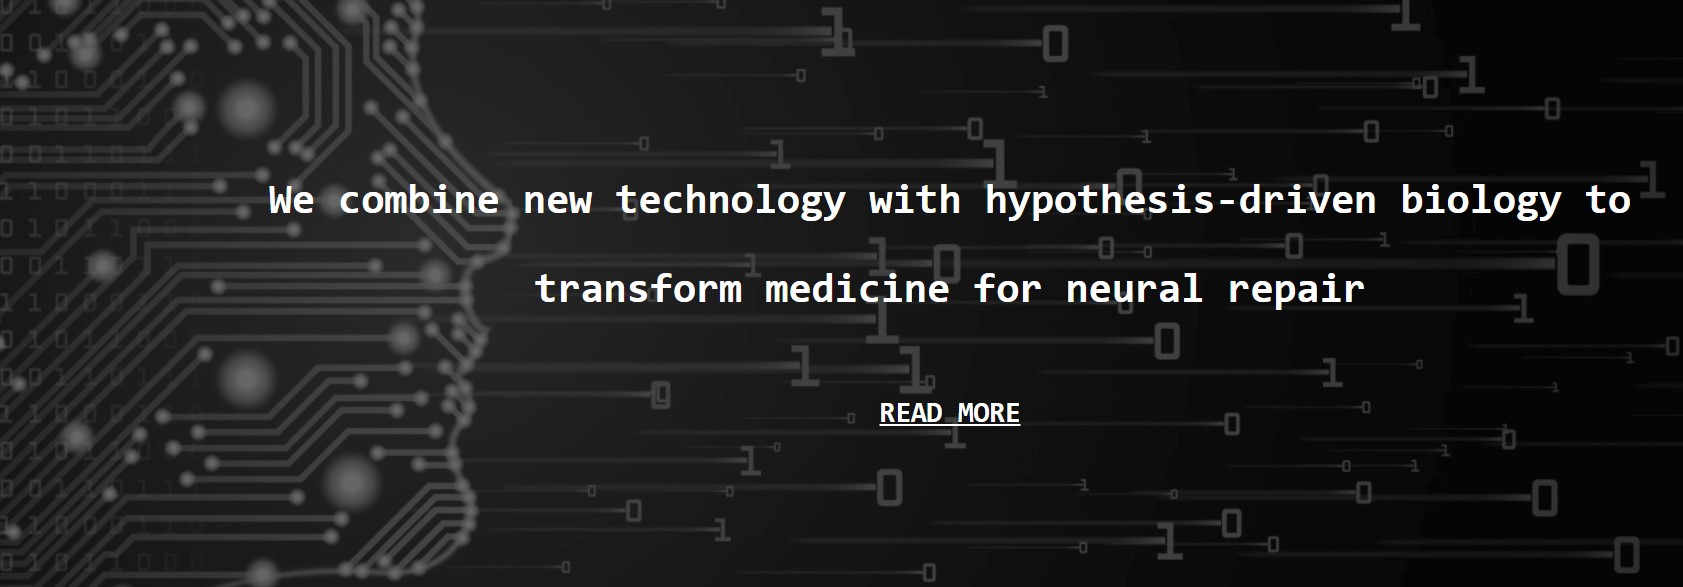 We combine new technology with hypothesis-driven biology to
transform medicine for neural repair
READ MORE